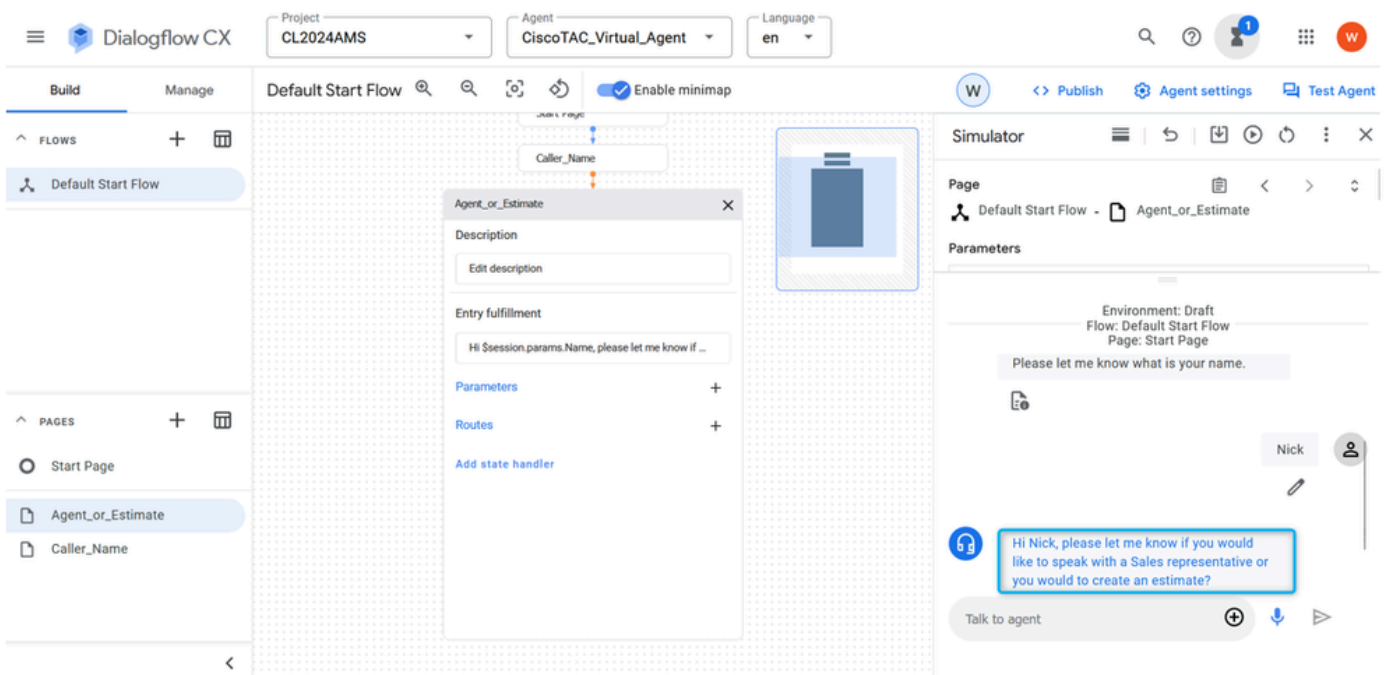 Dialogflow CX
Project
CL2024AMS
Agent
CiscoTAC_Virtual_Agent
Language
en
1
W
Build
Manage
Default Start Flow
Enable minimap
W
Publish
Agent settings
Test Agent
FLOWS
Default Start Flow
PAGES
Start Page
Agent_or_Estimate
Caller_Name
Start Page
Caller_Name
Agent_or_Estimate
Description
Edit description
Entry fulfillment
Hi $session.params.Name, please let me know if ...
Parameters
Routes
Add state handler
Simulator
Page
Default Start Flow - Agent_or_Estimate
Parameters
Environment: Draft
Flow: Default Start Flow
Page: Start Page
Please let me know what is your name.
Nick
Hi Nick, please let me know if you would
like to speak with a Sales representative or
you would to create an estimate?
Talk to agent